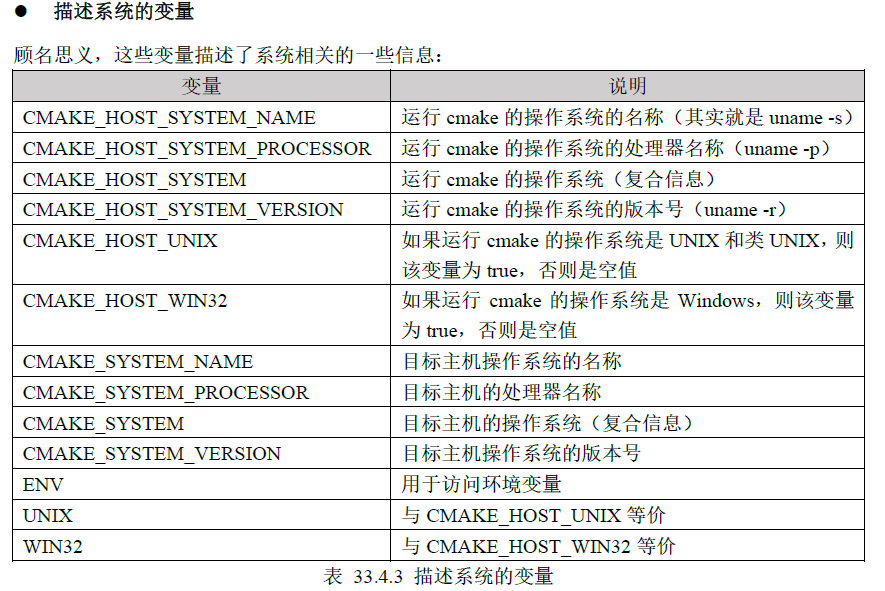 ● 描述系统的变量
顾名思义，这些变量描述了系统相关的一些信息：
变量 说明
CMAKE_HOST_SYSTEM_NAME 运行 cmake 的操作系统的名称（其实就是 uname -s）
CMAKE_HOST_SYSTEM_PROCESSOR 运行 cmake 的操作系统的处理器名称（uname -p）
CMAKE_HOST_SYSTEM 运行 cmake 的操作系统（复合信息）
CMAKE_HOST_SYSTEM_VERSION 运行 cmake 的操作系统的版本号（uname -r）
CMAKE_HOST_UNIX 如果运行 cmake 的操作系统是 UNIX 和类 UNIX，则
该变量为 true，否则是空值
CMAKE_HOST_WIN32 如果运行 cmake 的操作系统是 Windows，则该变量
为 true，否则是空值
CMAKE_SYSTEM_NAME 目标主机操作系统的名称
CMAKE_SYSTEM_PROCESSOR 目标主机的处理器名称
CMAKE_SYSTEM 目标主机的操作系统（复合信息）
CMAKE_SYSTEM_VERSION 目标主机操作系统的版本号
ENV 用于访问环境变量
UNIX 与 CMAKE_HOST_UNIX 等价
WIN32 与 CMAKE_HOST_WIN32 等价
表 33.4.3 描述系统的变量